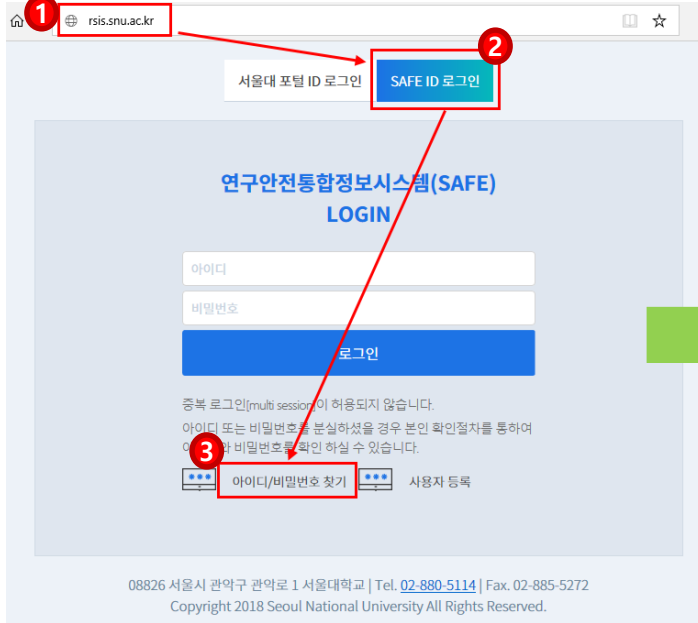 1
rsis.snu.ac.kr
2
서울대 포털 ID 로그인
SAFE ID 로그인
연구안전통합정보시스템(SAFE)
LOGIN
아이디
비밀번호
로그인
중복 로그인[multi session]이 허용되지 않습니다.
아이디 또는 비밀번호를 분실하셨을 경우 본인 확인절차를 통하여
와 비밀번호를 확인 하실 수 있습니다.
3
아이디/비밀번호 찾기
사용자 등록
08826 서울시 관악구 관악로 1 서울대학교 | Tel. 02-880-5114 | Fax. 02-885-5272
Copyright 2018 Seoul National University All Rights Reserved.